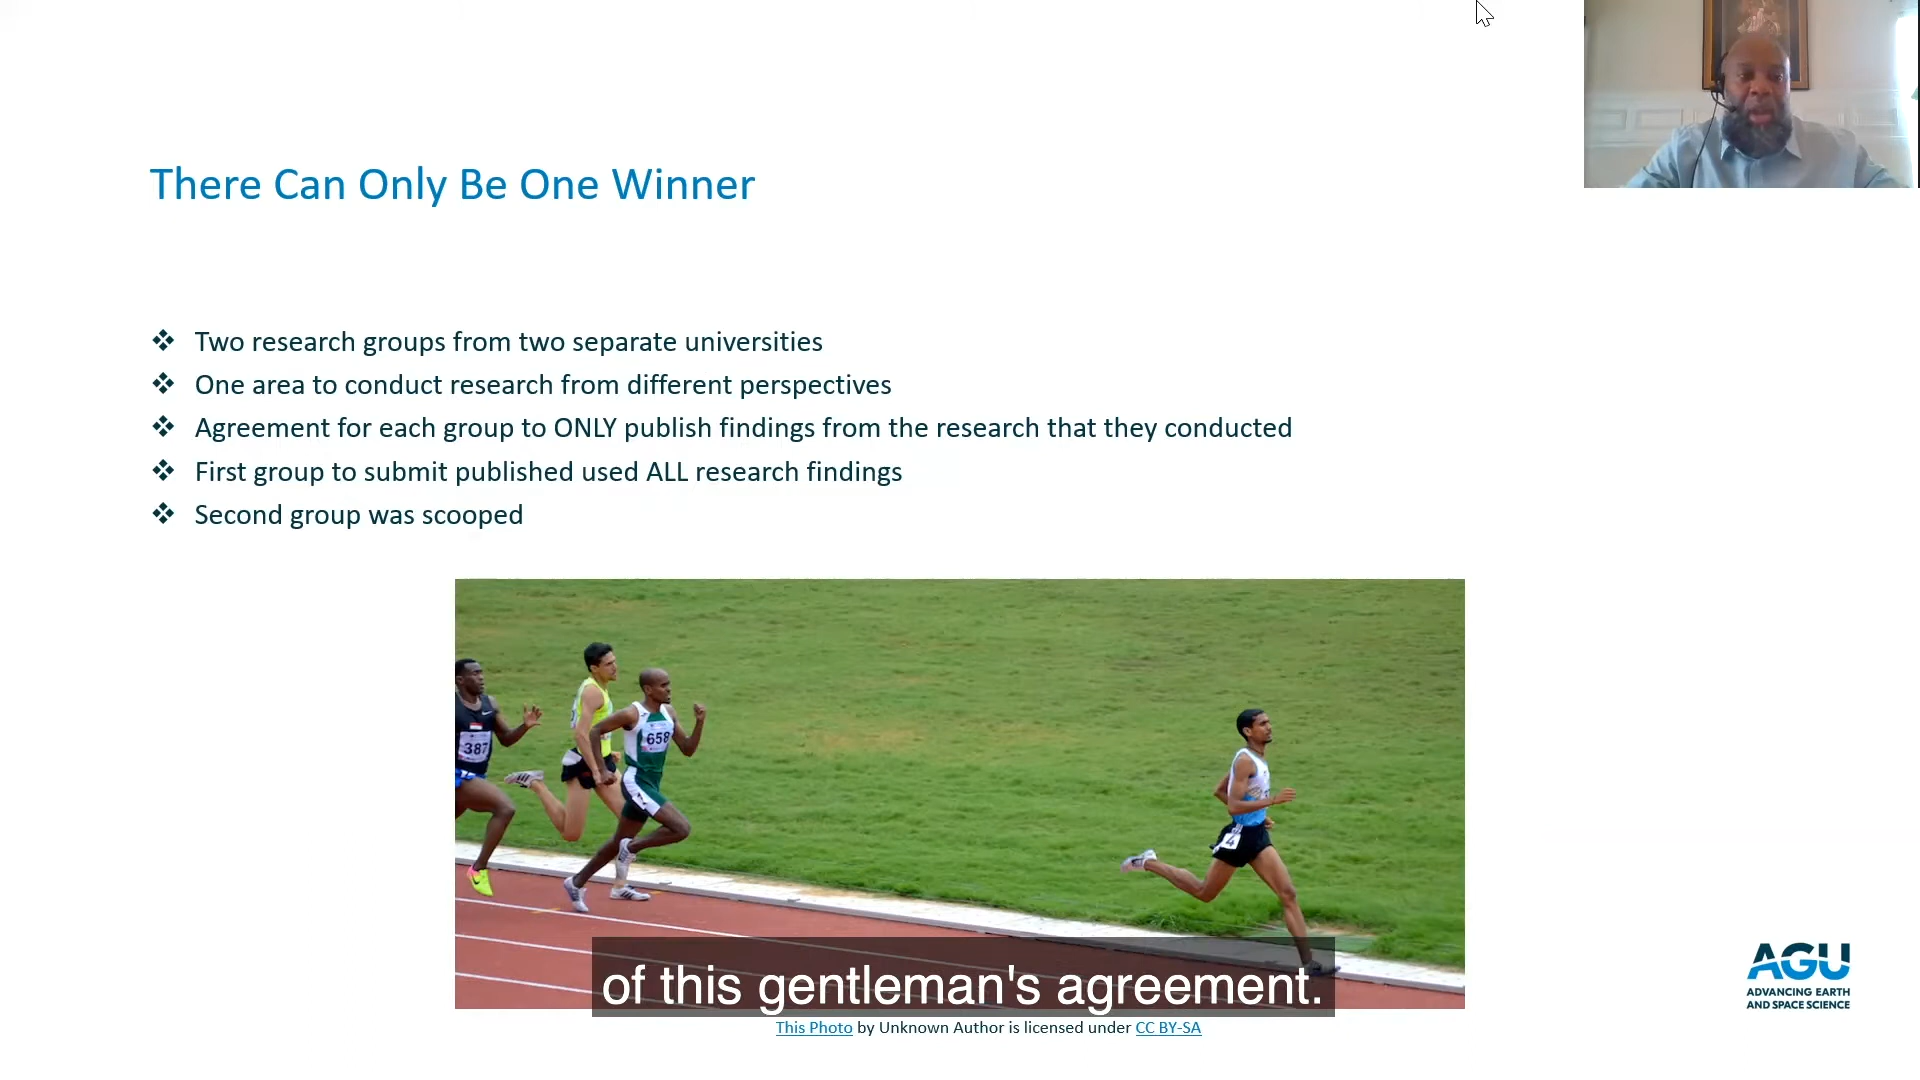 There Can Only Be One Winner
❖ Two research groups from two separate universities
❖ One area to conduct research from different perspectives
❖ Agreement for each group to ONLY publish findings from the research that they conducted
❖ First group to submit published used ALL research findings
❖ Second group was scooped
387
658
4
of this gentleman's agreement.
This Photo by Unknown Author is licensed under CC BY-SA
AGU
ADVANCING EARTH
AND SPACE SCIENCE